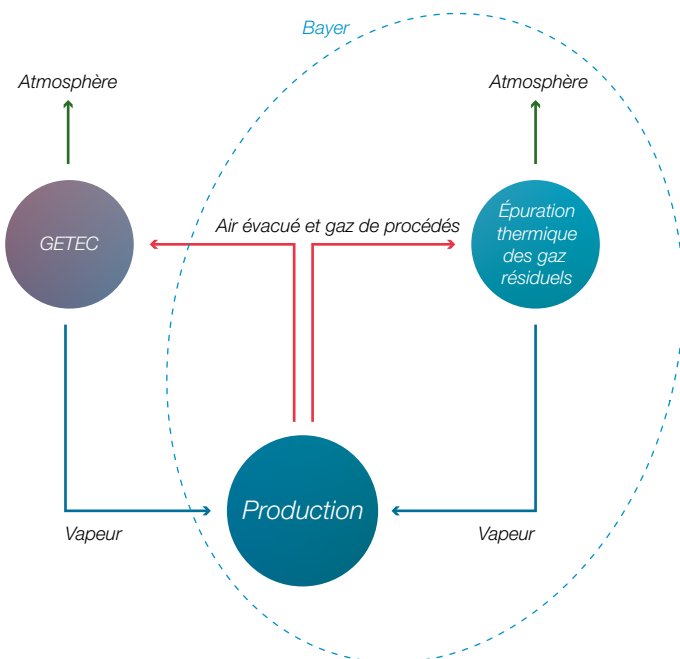 Bayer
Atmosphère
Atmosphère
Air évacué et gaz de procédés
GETEC
Épuration
thermique
des gaz
résiduels
Production
Vapeur
Vapeur